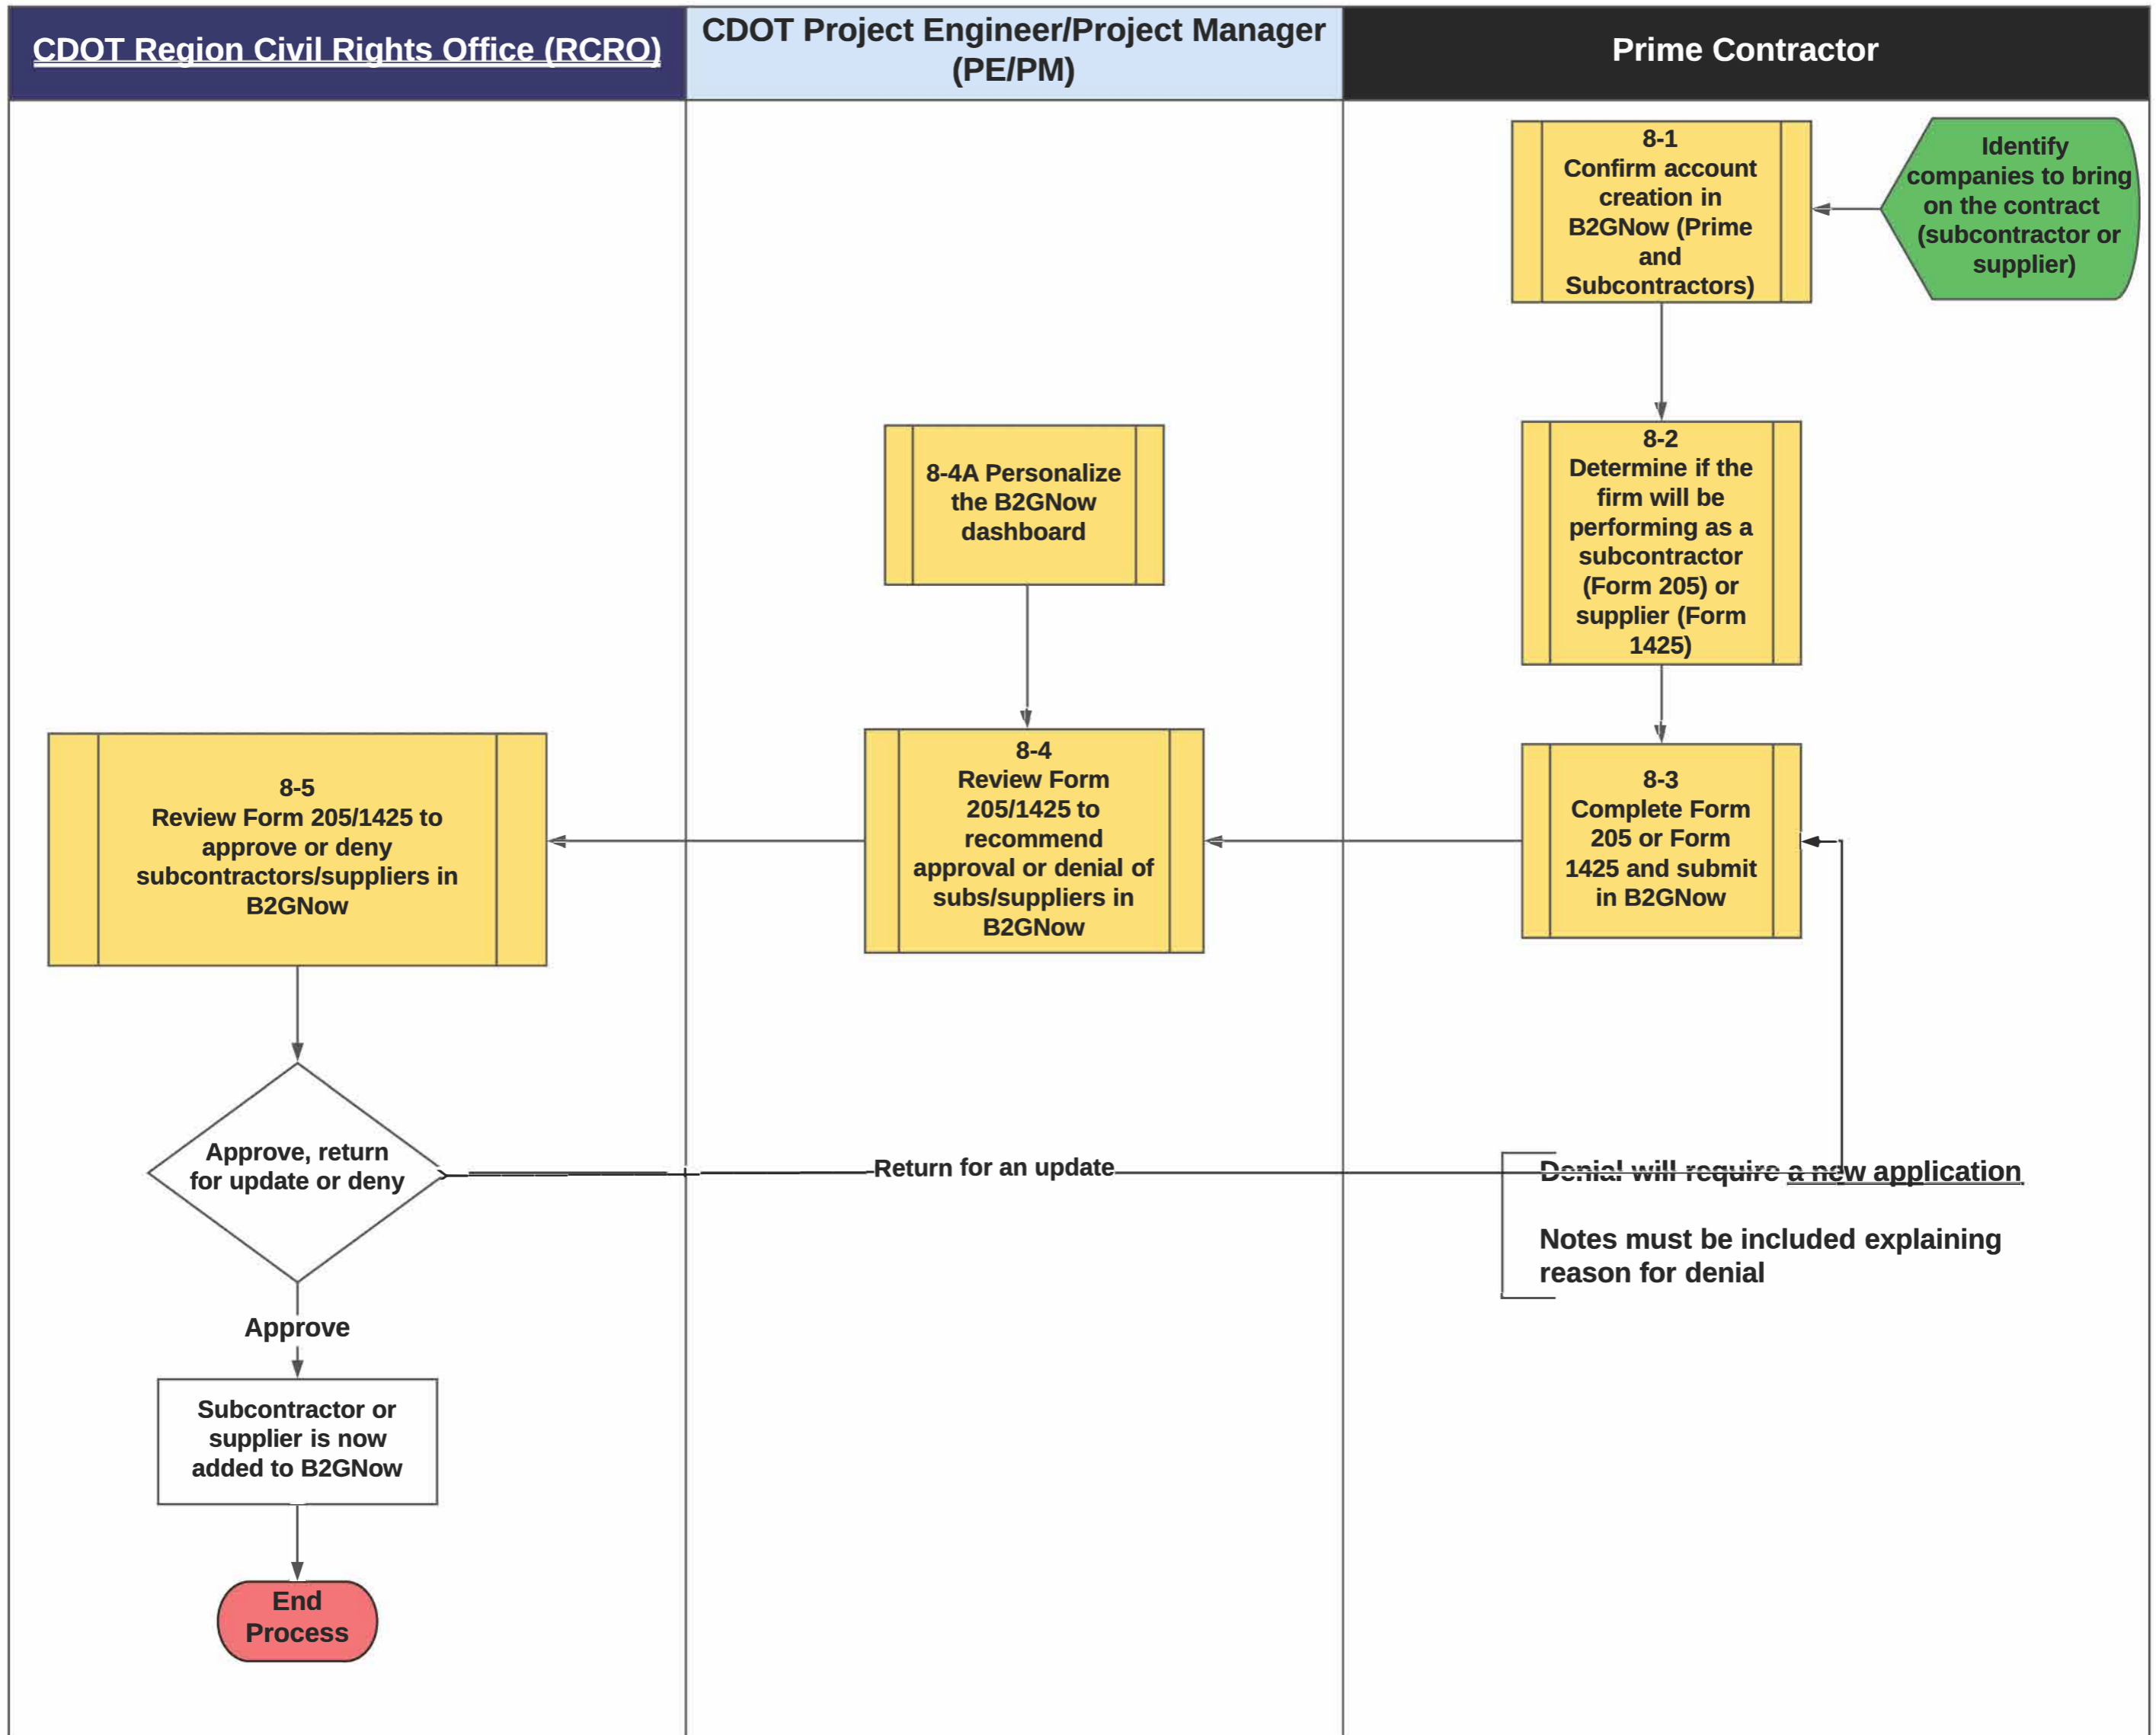 CDOT Region Civil Rights Office (RCRO)
CDOT Project Engineer/Project Manager
(PE/PM)
Prime Contractor
8-1
Confirm account
creation in
B2GNow (Prime
and
Subcontractors)
Identify
companies to bring
on the contract
(subcontractor or
supplier)
8-2
Determine if the
firm will be
performing as a
subcontractor
(Form 205) or
supplier (Form
1425)
8-4A Personalize
the B2GNow
dashboard
8-5
Review Form 205/1425 to
approve or deny
subcontractors/suppliers in
B2GNow
8-4
Review Form
205/1425 to
recommend
approval or denial of
subs/suppliers in
B2GNow
8-3
Complete Form
205 or Form
1425 and submit
in B2GNow
Approve, return
for update or deny
Return for an update
Denial will require a new application
Notes must be included explaining
reason for denial
Approve
Subcontractor or
supplier is now
added to B2GNow
End
Process